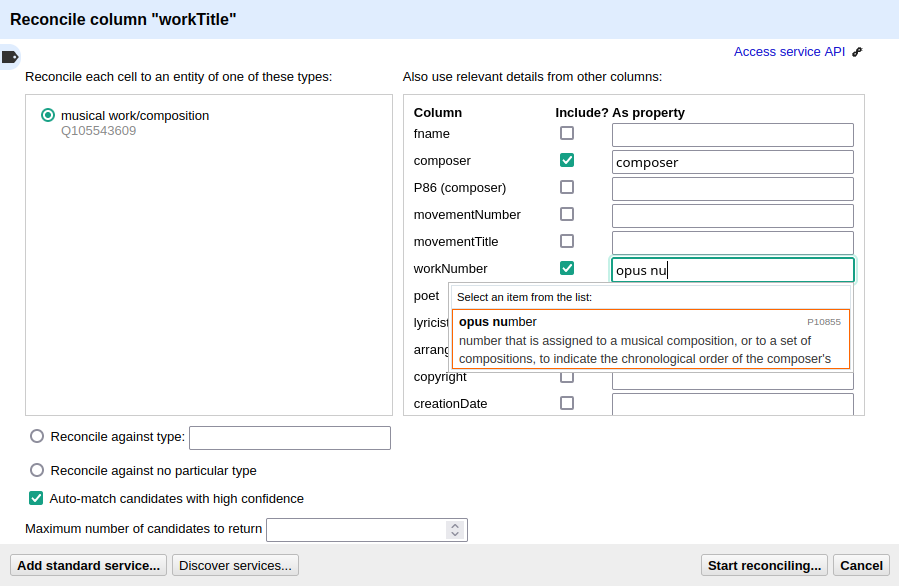 Reconcile column "workTitle"
Access service API
Reconcile each cell to an entity of one of these types:
Also use relevant details from other columns:
musical work/composition
Q105543609
Column Include? As property
fname
composer composer
P86 (composer)
movementNumber
movementTitle
workNumber opus nu
poet
Select an item from the list:
opus number P10855
number that is assigned to a musical composition, or to a set of
compositions, to indicate the chronological order of the composer's
copyright
creationDate
Reconcile against type:
Reconcile against no particular type
Auto-match candidates with high confidence
Maximum number of candidates to return
Add standard service... Discover services... Start reconciling... Cancel